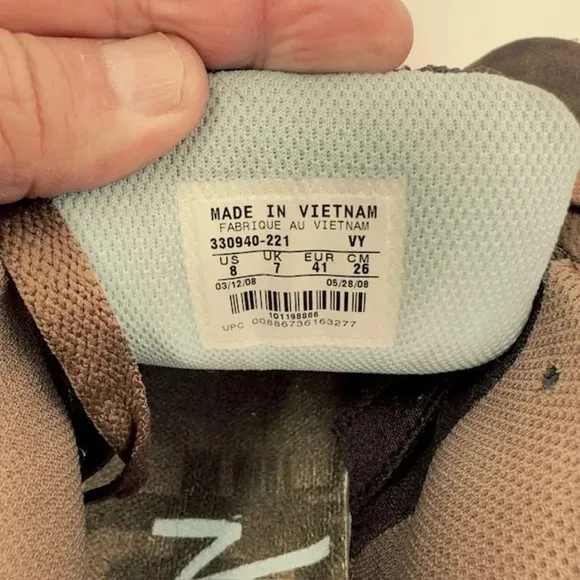 MADE IN VIETNAM
FABRIQUE AU VIETNAM
330940-221 VY
US UK EUR CM
8 7 41 26
03/12/08 05/28/08
101198886
UPC 00886736163277